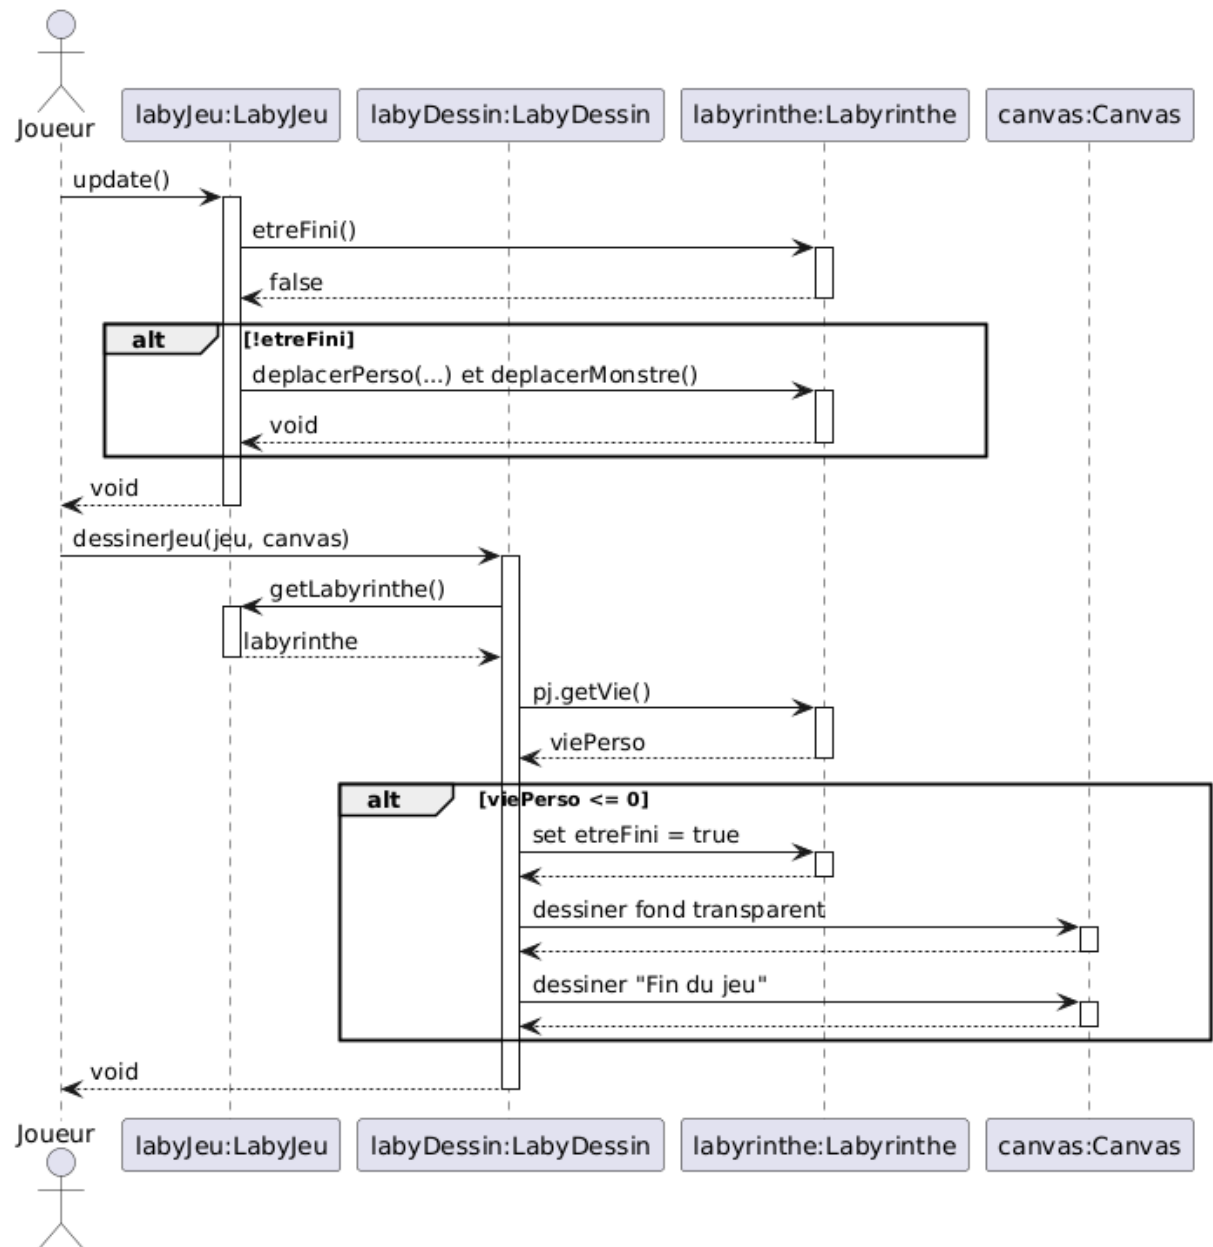 Joueur
labyJeu:LabyJeu
labyDessin:LabyDessin
labyrinthe:Labyrinthe
canvas:Canvas
update()
etreFini()
false
alt
[!etreFini]
deplacerPerso(...) et deplacerMonstre()
void
void
dessinerJeu(jeu, canvas)
getLabyrinthe()
labyrinthe
pj.getVie()
viePerso
alt
[viePerso <= 0]
set etreFini = true
dessiner fond transparent
dessiner "Fin du jeu"
void
Joueur
labyJeu:LabyJeu
labyDessin:LabyDessin
labyrinthe:Labyrinthe
canvas:Canvas